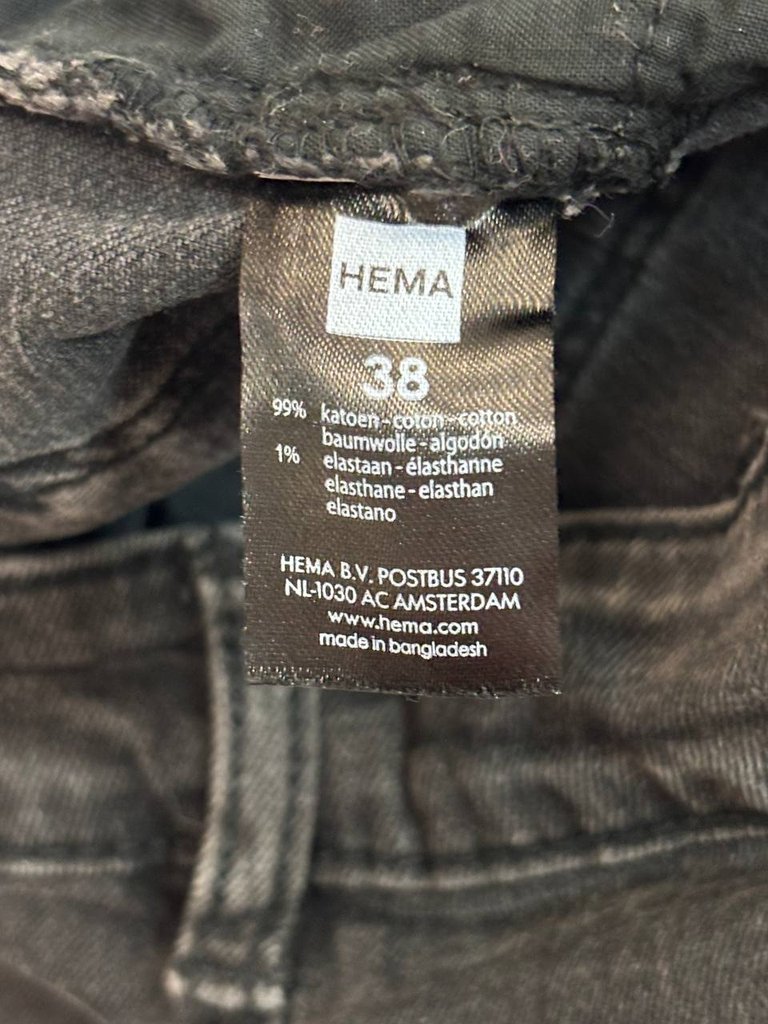 HEMA
38
99% katoen-coton-cotton
baumwolle-algodón
1% elastaan-élasthanne
elasthane-elasthan
elastano
HEMA B.V. POSTBUS 37110
NL-1030 AC AMSTERDAM
www.hema.com
made in bangladesh